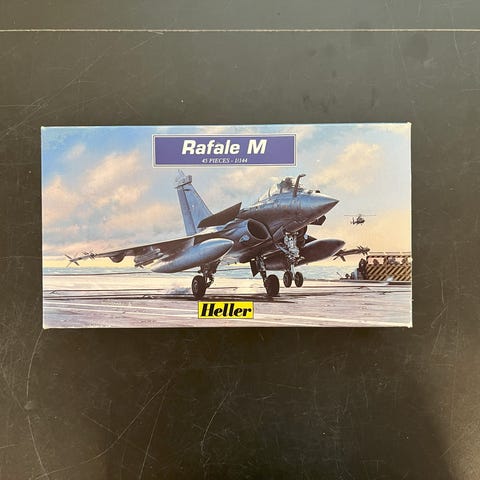 Rafale M
45 PIECES - 1/144
Heller